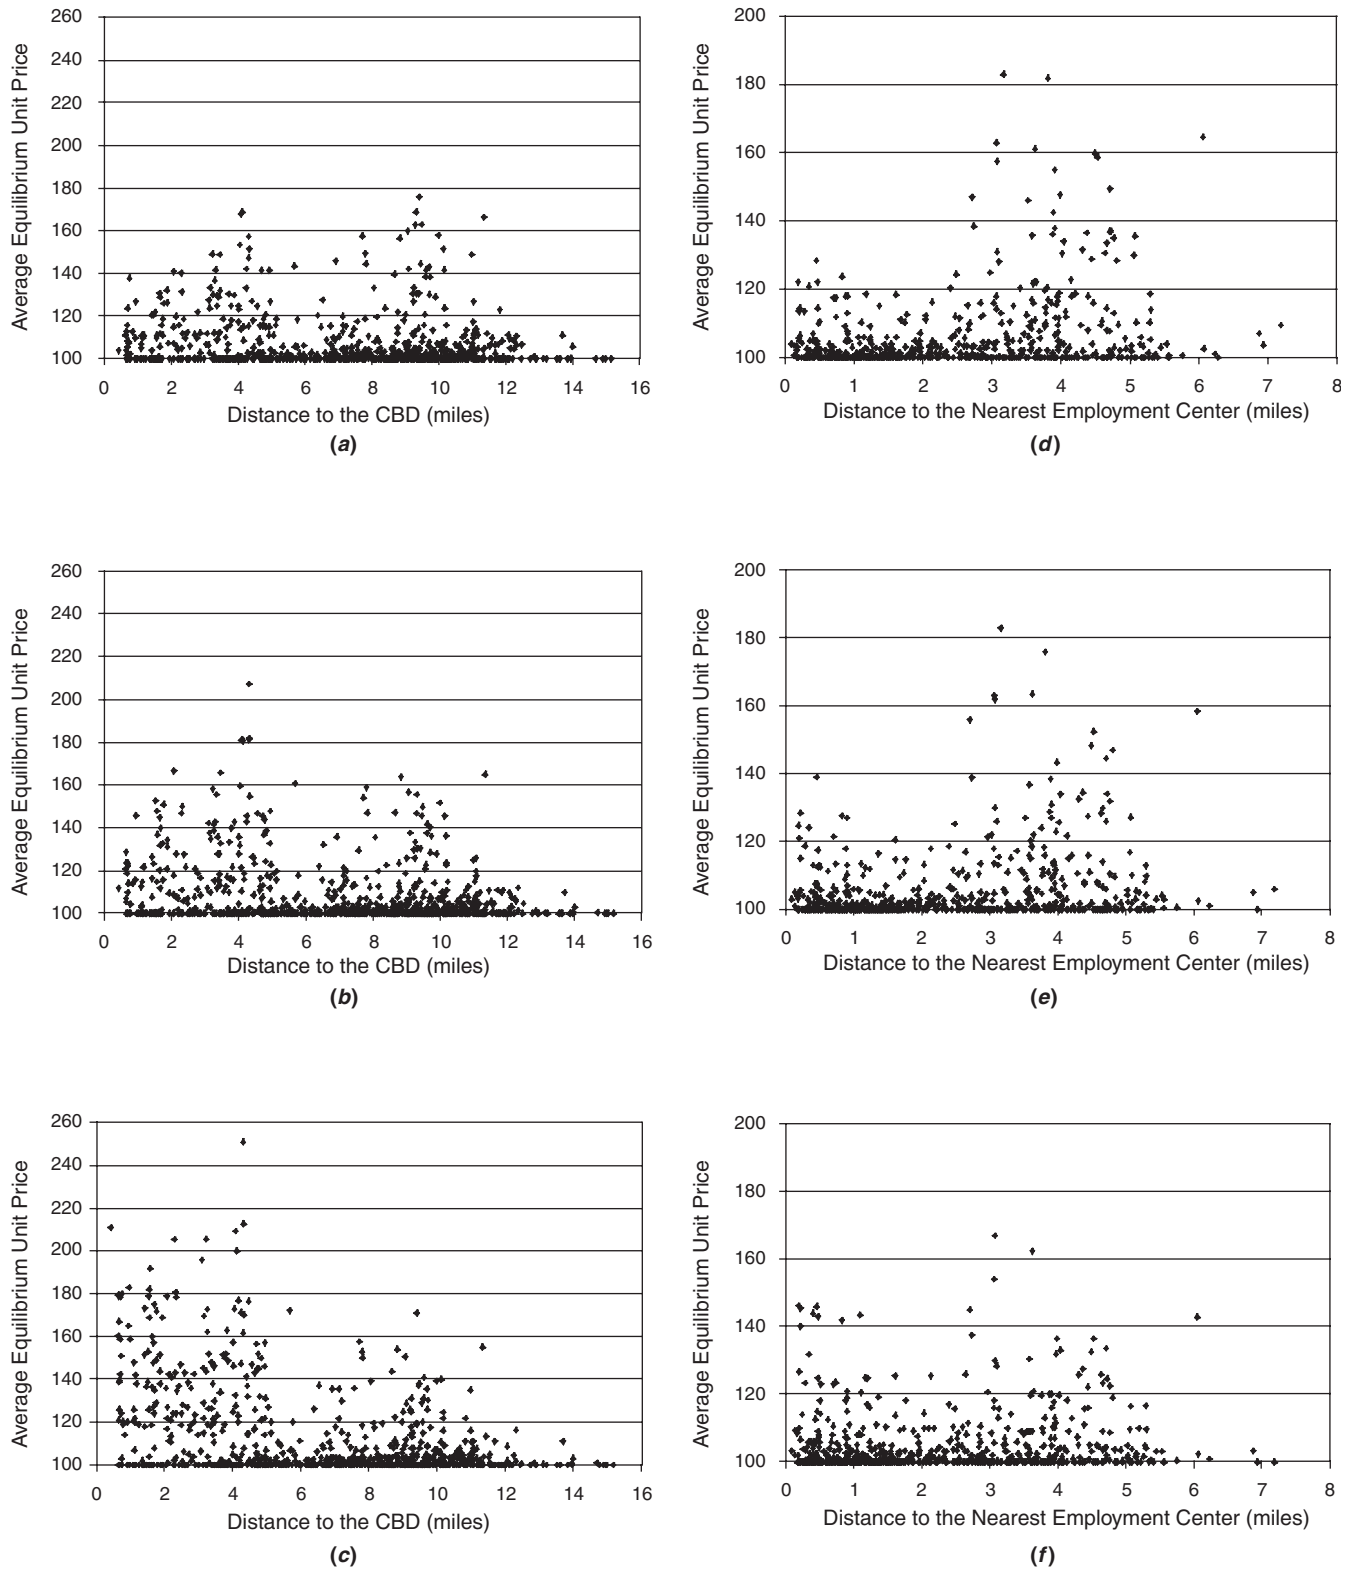 Average Equilibrium Unit Price
260
240
220
200
180
160
140
120
100
0 2 4 6 8 10 12 14 16
Distance to the CBD (miles)
(a)
Average Equilibrium Unit Price
200
180
160
140
120
100
0 1 2 3 4 5 6 7 8
Distance to the Nearest Employment Center (miles)
(d)
Average Equilibrium Unit Price
260
240
220
200
180
160
140
120
100
0 2 4 6 8 10 12 14 16
Distance to the CBD (miles)
(b)
Average Equilibrium Unit Price
200
180
160
140
120
100
0 1 2 3 4 5 6 7 8
Distance to the Nearest Employment Center (miles)
(e)
Average Equilibrium Unit Price
260
240
220
200
180
160
140
120
100
0 2 4 6 8 10 12 14 16
Distance to the CBD (miles)
(c)
Average Equilibrium Unit Price
200
180
160
140
120
100
0 1 2 3 4 5 6 7 8
Distance to the Nearest Employment Center (miles)
(f)